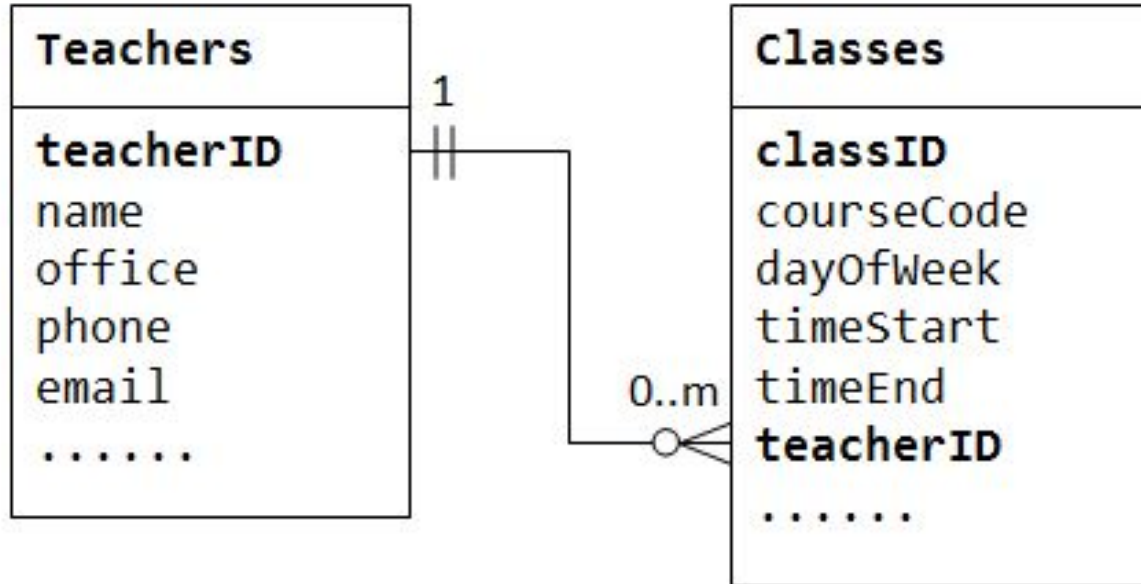 Teachers
teacherID
name
office
phone
email
......
1
0..m
Classes
classID
courseCode
dayOfWeek
timeStart
timeEnd
teacherID
......